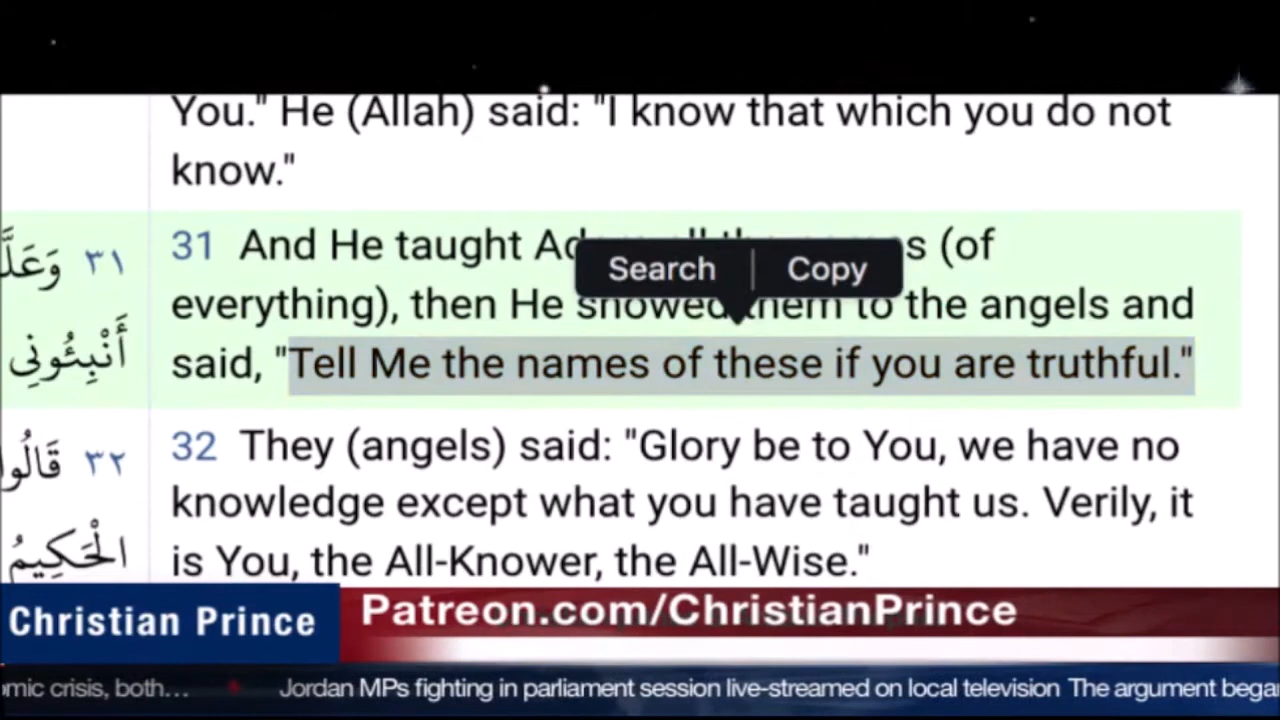 You." He (Allah) said: "I know that which you do not
know."
٣١ وَعَلَّ
أَنْبِئُونِي
31 And He taught s (of
Search Copy
everything), then He showed them to the angels and
said, "Tell Me the names of these if you are truthful."
٣٢ قَالُوا
الْحَكِيمُ
32 They (angels) said: "Glory be to You, we have no
knowledge except what you have taught us. Verily, it
is You, the All-Knower, the All-Wise."
Christian Prince
Patreon.com/ChristianPrince
omic crisis, both... Jordan MPs fighting in parliament session live-streamed on local television The argument began